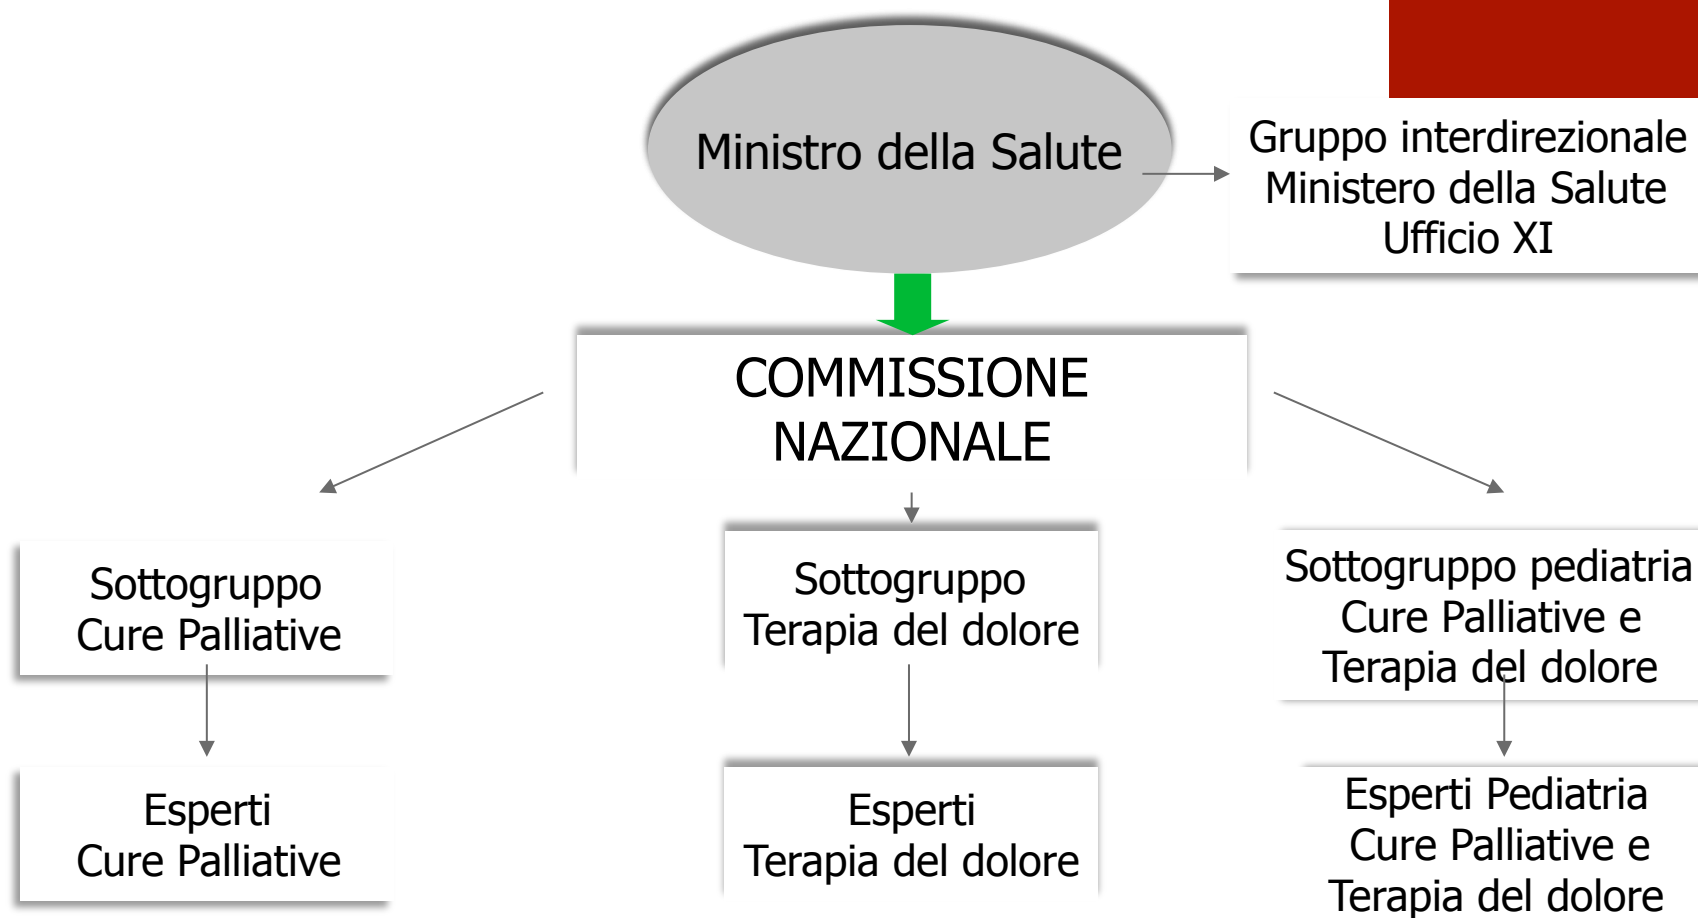 Ministro della Salute
Gruppo interdirezionale
Ministero della Salute
Ufficio XI
COMMISSIONE
NAZIONALE
Sottogruppo
Cure Palliative
Sottogruppo
Terapia del dolore
Sottogruppo pediatria
Cure Palliative e
Terapia del dolore
Esperti
Cure Palliative
Esperti
Terapia del dolore
Esperti Pediatria
Cure Palliative e
Terapia del dolore